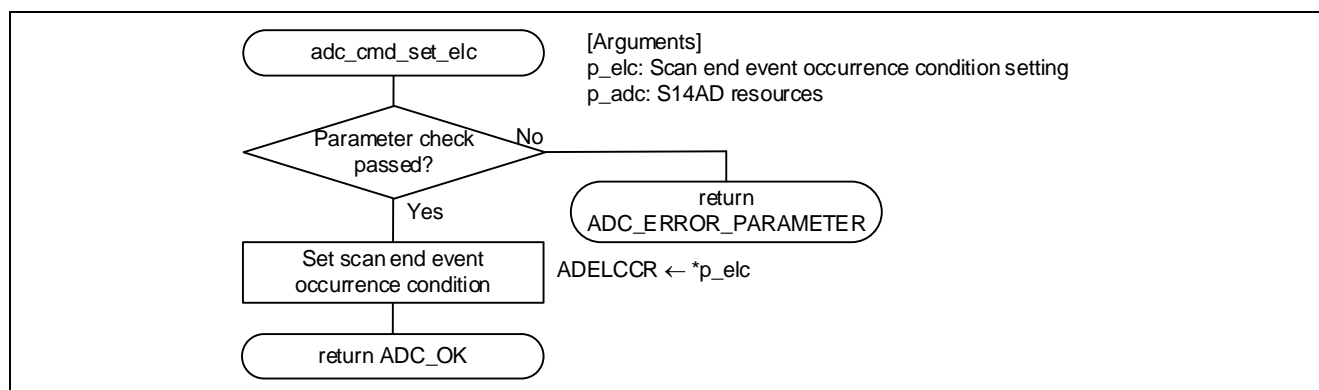 adc_cmd_set_elc
[Arguments]
p_elc: Scan end event occurrence condition setting
p_adc: S14AD resources
Parameter check
passed?
No
return
ADC_ERROR_PARAMETER
Yes
Set scan end event
occurrence condition
ADELCCR ← *p_elc
return ADC_OK